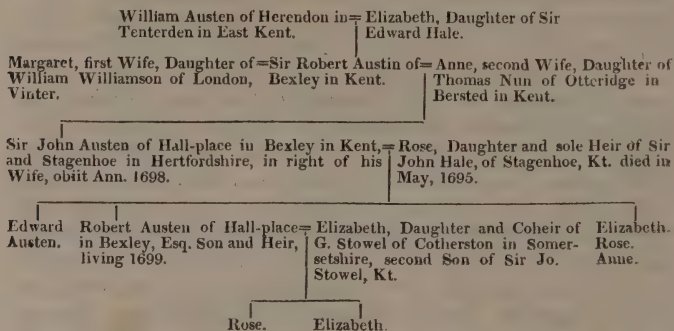 William Austen of Herendon in= Elizabeth, Daughter of Sir
Tenterden in East Kent. Edward Hale.
Margaret, first Wife, Daughter of =Sir Robert Austin of= Anne, second Wife, Daughter of
William Williamson of London, Bexley in Kent. Thomas Nun of Otteridge in
Vinter. Bersted in Kent.
Sir John Austen of Hall-place in Bexley in Kent,= Rose, Daughter and sole Heir of Sir
and Stagenhoe in Hertfordshire, in right of his John Hale, of Stagenhoe, Kt. died in
Wife, obiit Ann. 1698. May, 1695.
Edward Robert Austen of Hall-place= Elizabeth, Daughter and Coheir of Elizabeth.
Austen. in Bexley, Esq. Son and Heir, G. Stowel of Cotherston in Somer- Rose.
living 1699. setshire, second Son of Sir Jo. Anne.
Stowel, Kt.
Rose. Elizabeth.